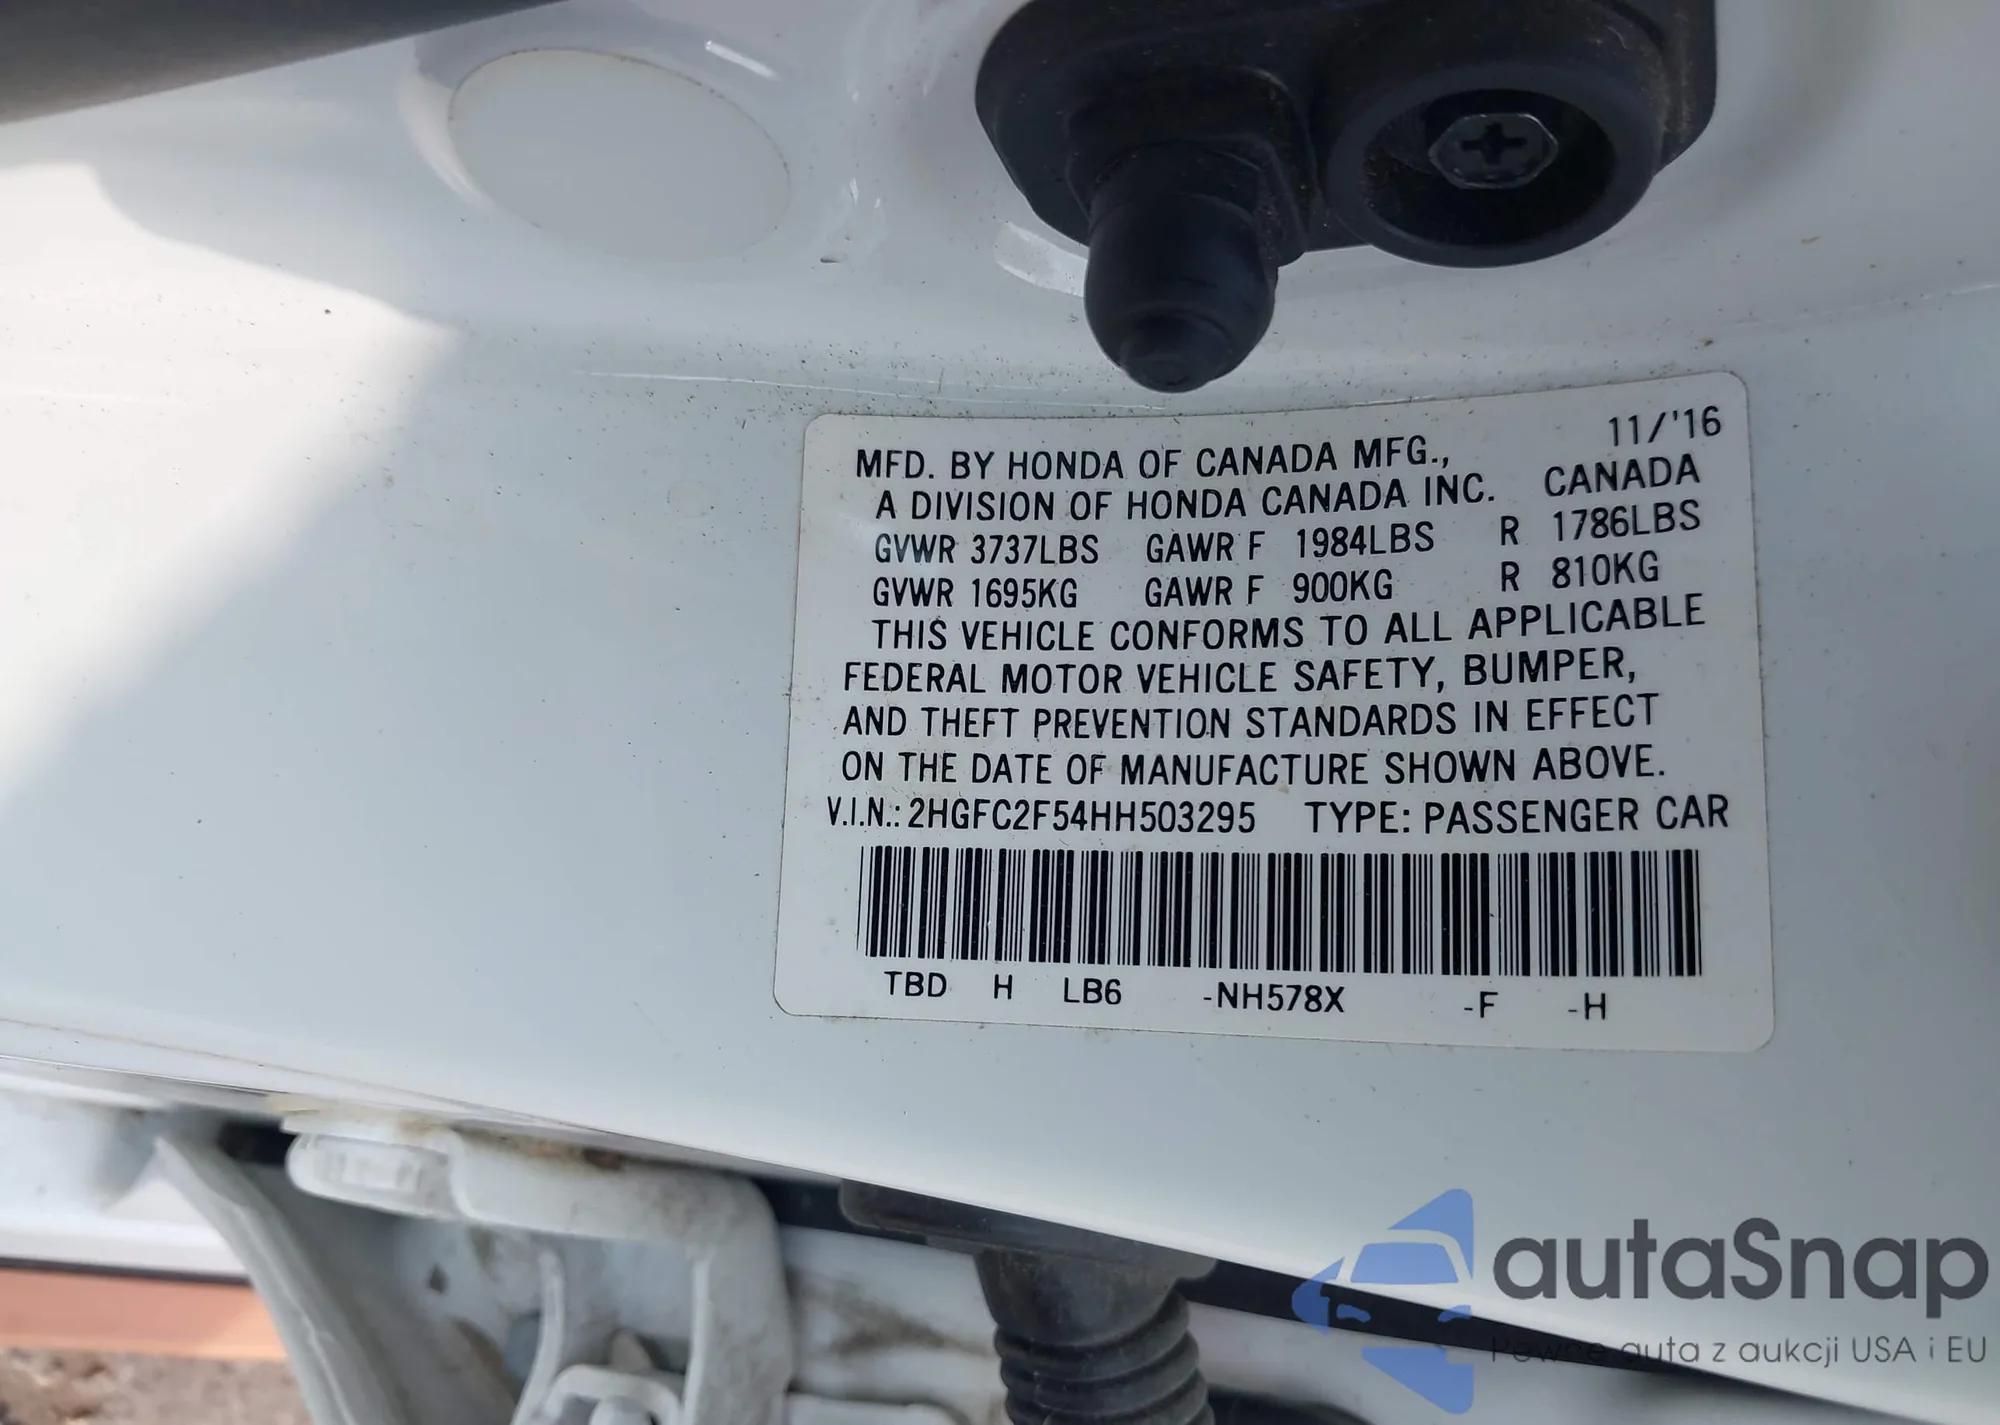 11/'16
MFD. BY HONDA OF CANADA MFG.,
A DIVISION OF HONDA CANADA INC. CANADA
GVWR 3737LBS GAWR F 1984LBS R 1786LBS
GVWR 1695KG GAWR F 900KG R 810KG
THIS VEHICLE CONFORMS TO ALL APPLICABLE
FEDERAL MOTOR VEHICLE SAFETY, BUMPER,
AND THEFT PREVENTION STANDARDS IN EFFECT
ON THE DATE OF MANUFACTURE SHOWN ABOVE.
V.I.N.: 2HGFC2F54HH503295 TYPE: PASSENGER CAR
TBD H LB6 -NH578X -F -H
autaSnap
Pewne auta z aukcji USA i EU